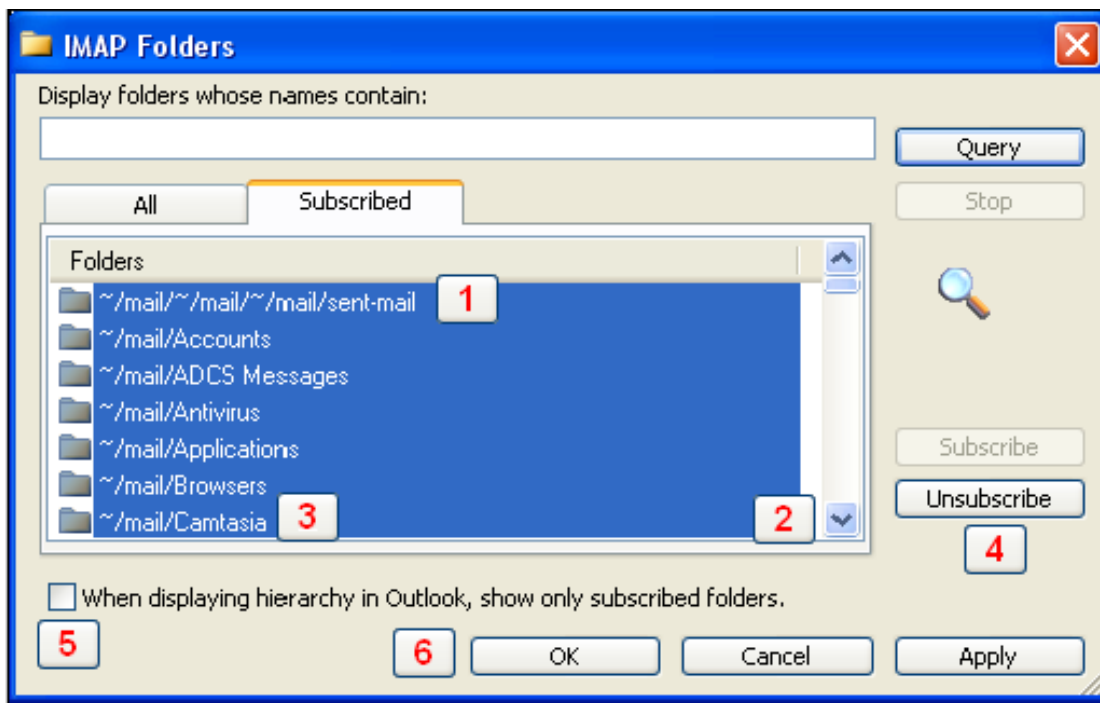 IMAP Folders
Display folders whose names contain:
Query
All
Subscribed
Stop
Folders
~/mail/~/mail/~/mail/sent-mail
1
~/mail/Accounts
~/mail/ADCS Messages
~/mail/Antivirus
~/mail/Applications
Subscribe
~/mail/Browsers
Unsubscribe
~/mail/Camtasia
3
2
4
When displaying hierarchy in Outlook, show only subscribed folders.
5
6
OK
Cancel
Apply